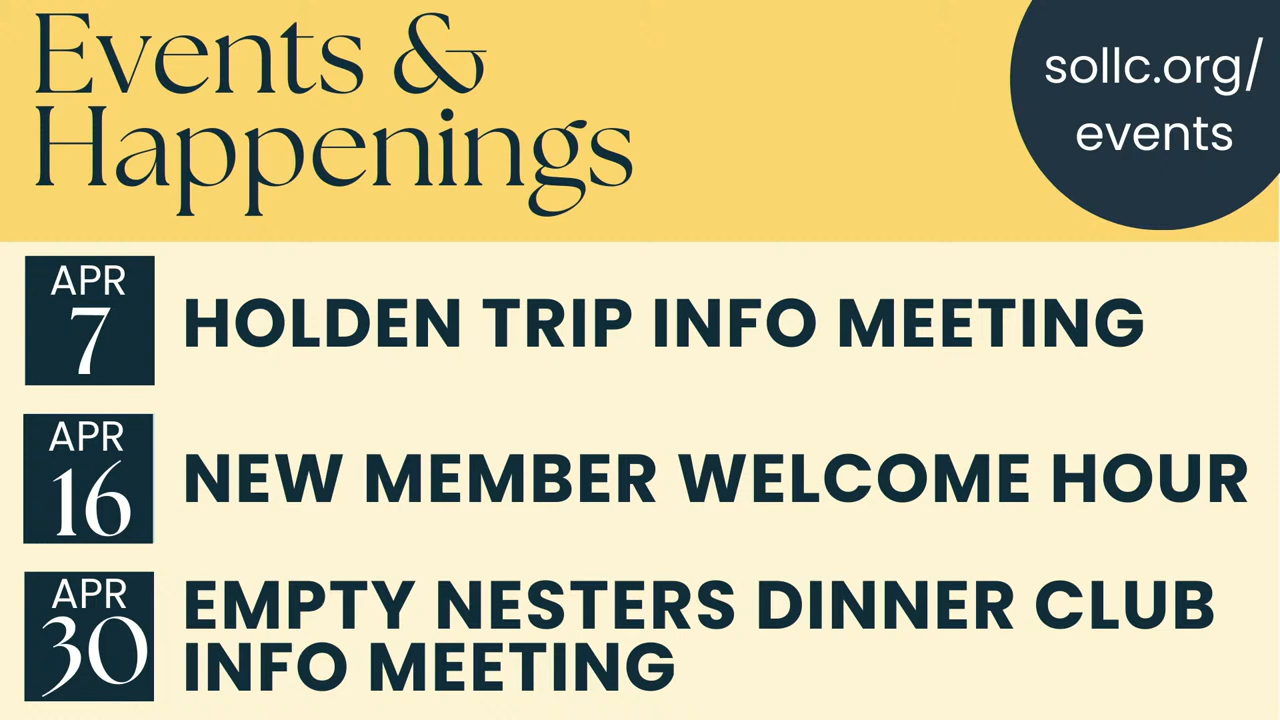 Events &
Happenings
sollc.org/
events
APR
7
HOLDEN TRIP INFO MEETING
APR
16
NEW MEMBER WELCOME HOUR
APR
30
EMPTY NESTERS DINNER CLUB
INFO MEETING